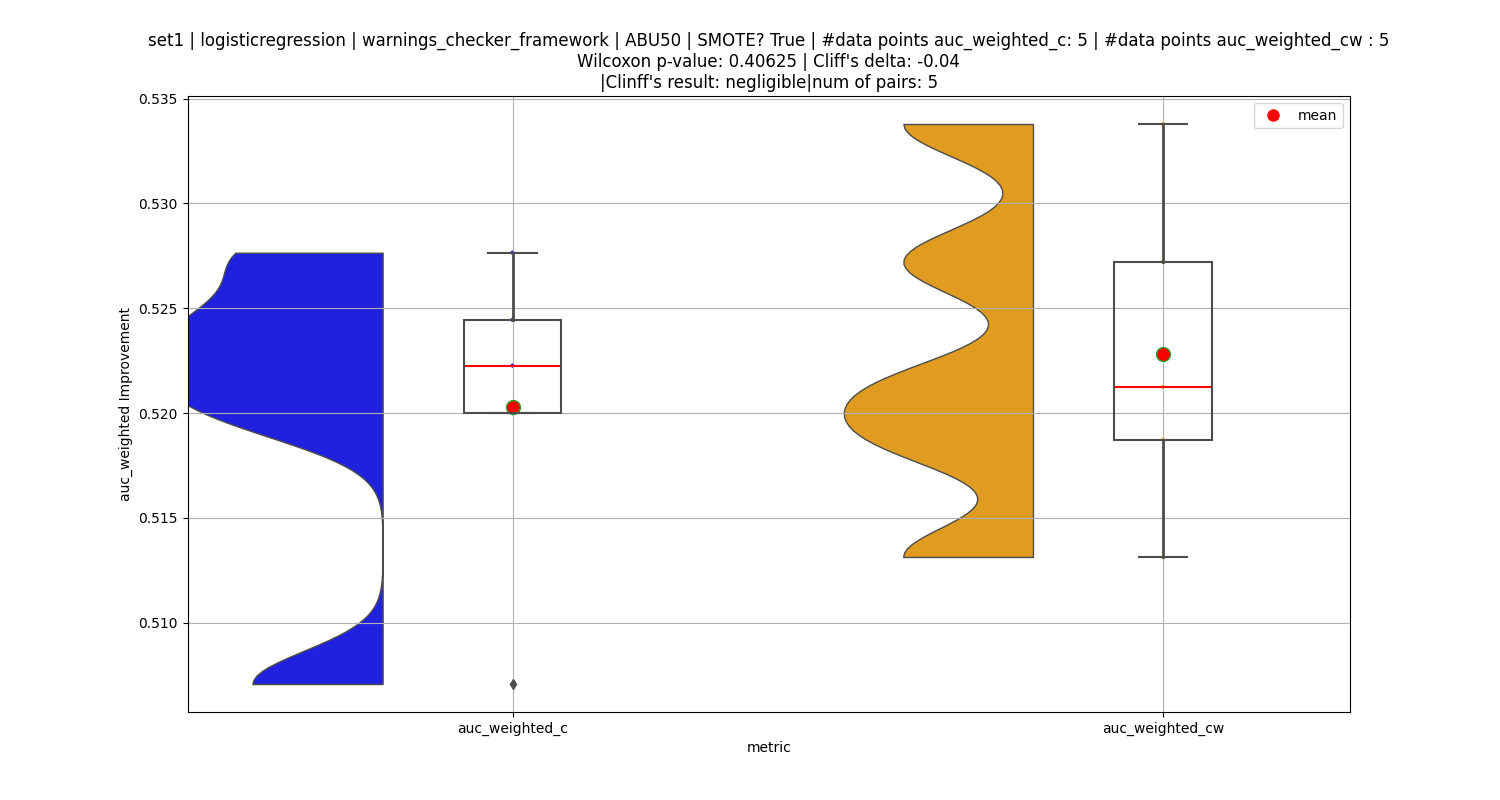 set1 | logisticregression | warnings_checker_framework | ABU50 | SMOTE? True | #data points auc_weighted_c: 5 | #data points auc_weighted_cw : 5
Wilcoxon p-value: 0.40625 | Cliff's delta: -0.04
|Clinff's result: negligible|num of pairs: 5
mean
0.535
0.530
0.525
0.520
0.515
0.510
auc_weighted Improvement
auc_weighted_c
auc_weighted_cw
metric